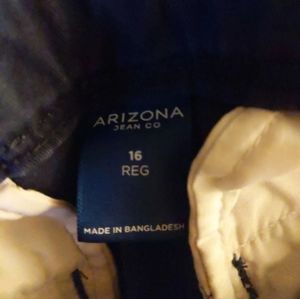 ARIZONA
JEAN CO
16
REG
MADE IN BANGLADESH